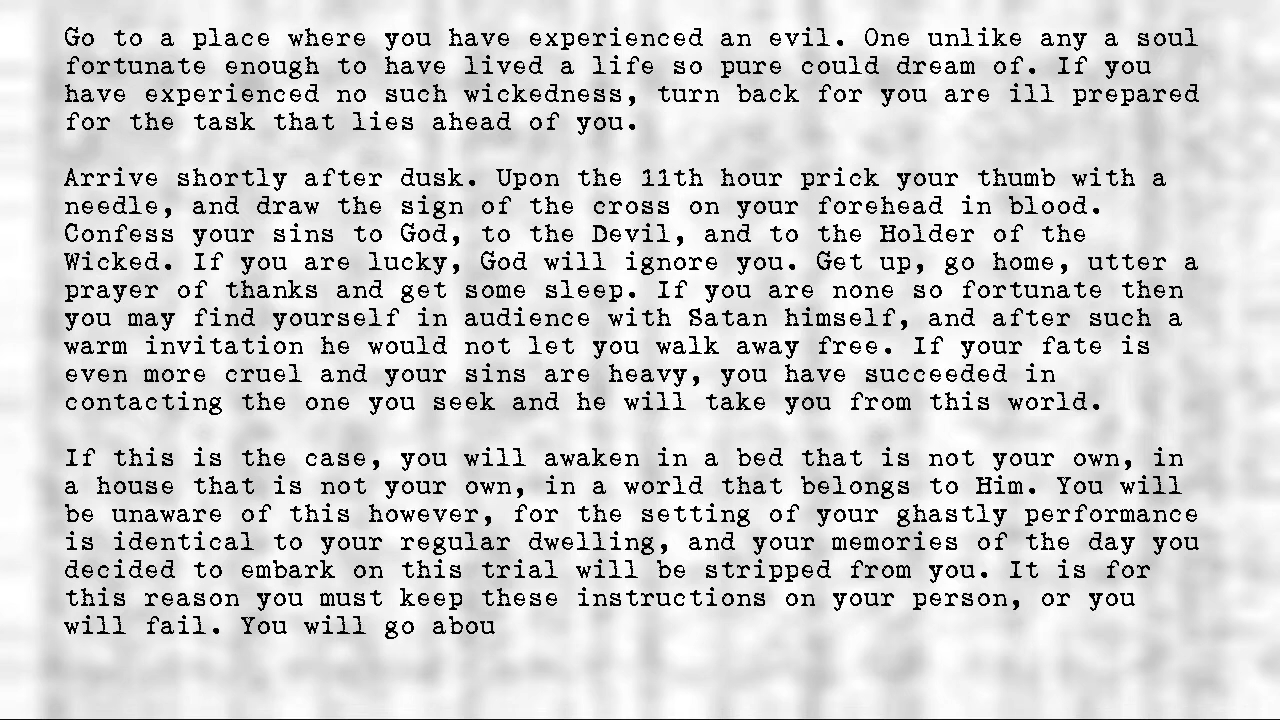 Go to a place where you have experienced an evil. One unlike any a soul
fortunate enough to have lived a life so pure could dream of. If you
have experienced no such wickedness, turn back for you are ill prepared
for the task that lies ahead of you.

Arrive shortly after dusk. Upon the 11th hour prick your thumb with a
needle, and draw the sign of the cross on your forehead in blood.
Confess your sins to God, to the Devil, and to the Holder of the
Wicked. If you are lucky, God will ignore you. Get up, go home, utter a
prayer of thanks and get some sleep. If you are none so fortunate then
you may find yourself in audience with Satan himself, and after such a
warm invitation he would not let you walk away free. If your fate is
even more cruel and your sins are heavy, you have succeeded in
contacting the one you seek and he will take you from this world.

If this is the case, you will awaken in a bed that is not your own, in
a house that is not your own, in a world that belongs to Him. You will
be unaware of this however, for the setting of your ghastly performance
is identical to your regular dwelling, and your memories of the day you
decided to embark on this trial will be stripped from you. It is for
this reason you must keep these instructions on your person, or you
will fail. You will go abou